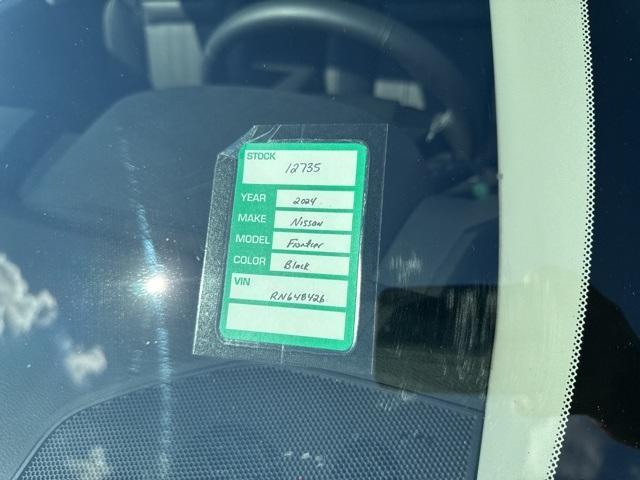 STOCK
12735
YEAR 2024
MAKE Nissan
MODEL Frontier
COLOR Black
VIN
RN648426